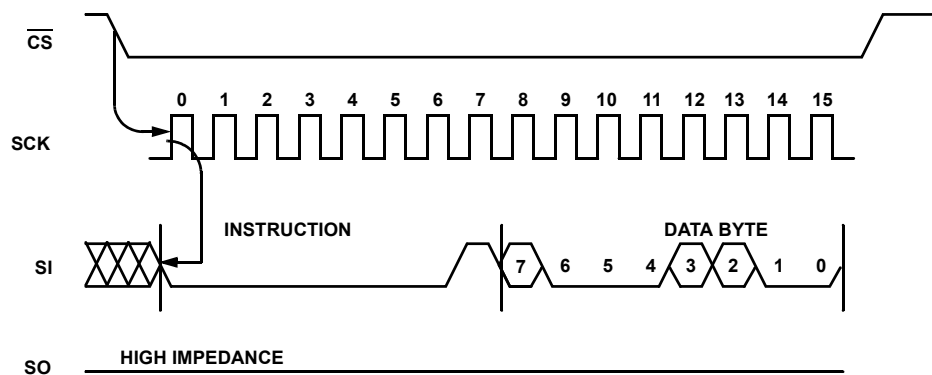 CS
0 1 2 3 4 5 6 7 8 9 10 11 12 13 14 15
SCK
INSTRUCTION DATA BYTE
SI 7 6 5 4 3 2 1 0
HIGH IMPEDANCE
SO